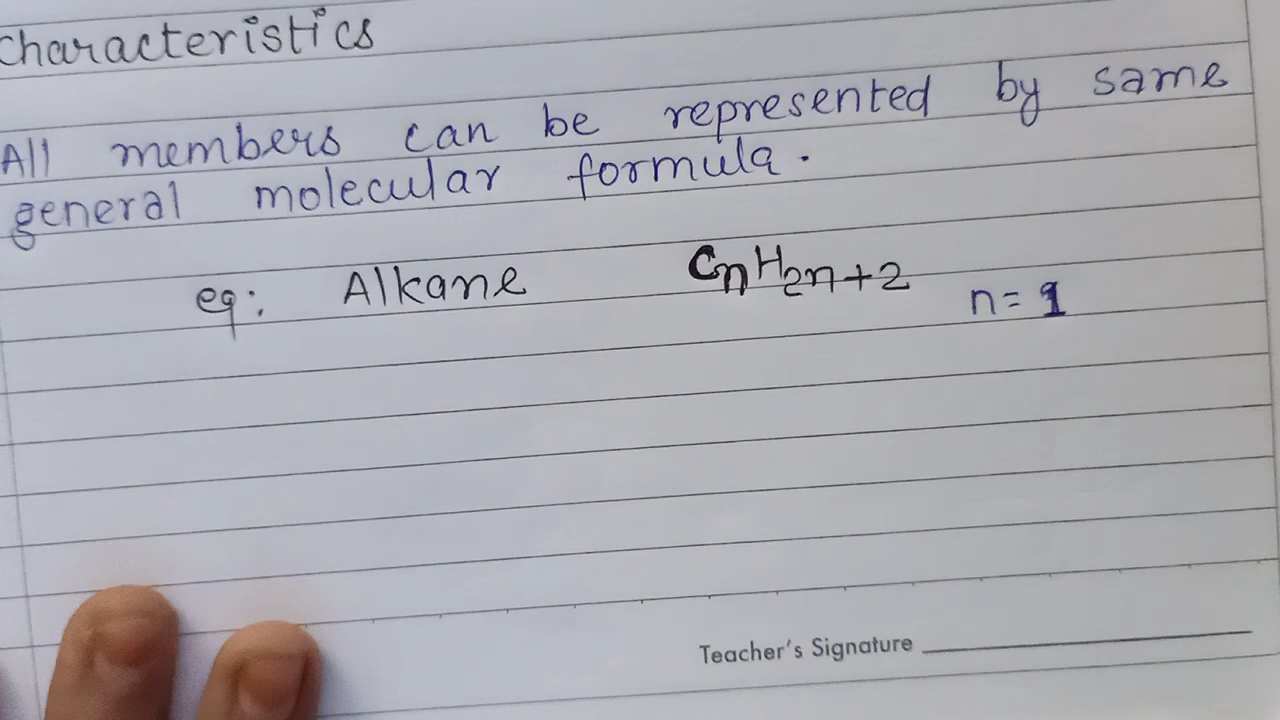 Characteristics
All members can be represented by same
general molecular formula.
eg: Alkane CnH2n+2 n=1
Teacher's Signature